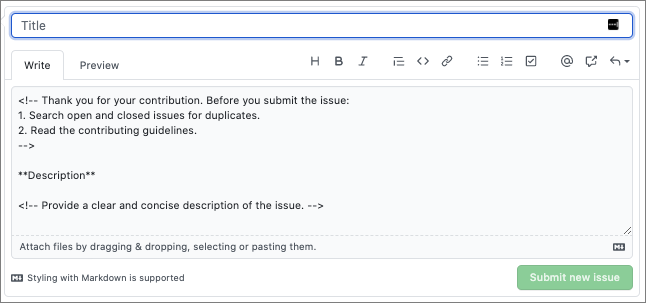 Title
Write
Preview
H B I
<!-- Thank you for your contribution. Before you submit the issue:
1. Search open and closed issues for duplicates.
2. Read the contributing guidelines.
-->
**Description**
<!-- Provide a clear and concise description of the issue. -->
Attach files by dragging & dropping, selecting or pasting them.
Styling with Markdown is supported
Submit new issue